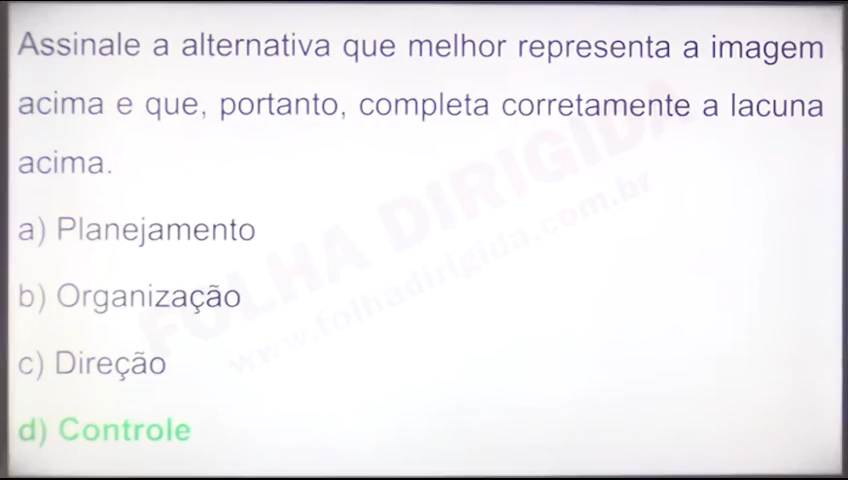 Assinale a alternativa que melhor representa a imagem
acima e que, portanto, completa corretamente a lacuna
acima.
a) Planejamento
b) Organização
c) Direção
d) Controle
FOLHA DIRIGIDA
www.folhadirigida.com.br